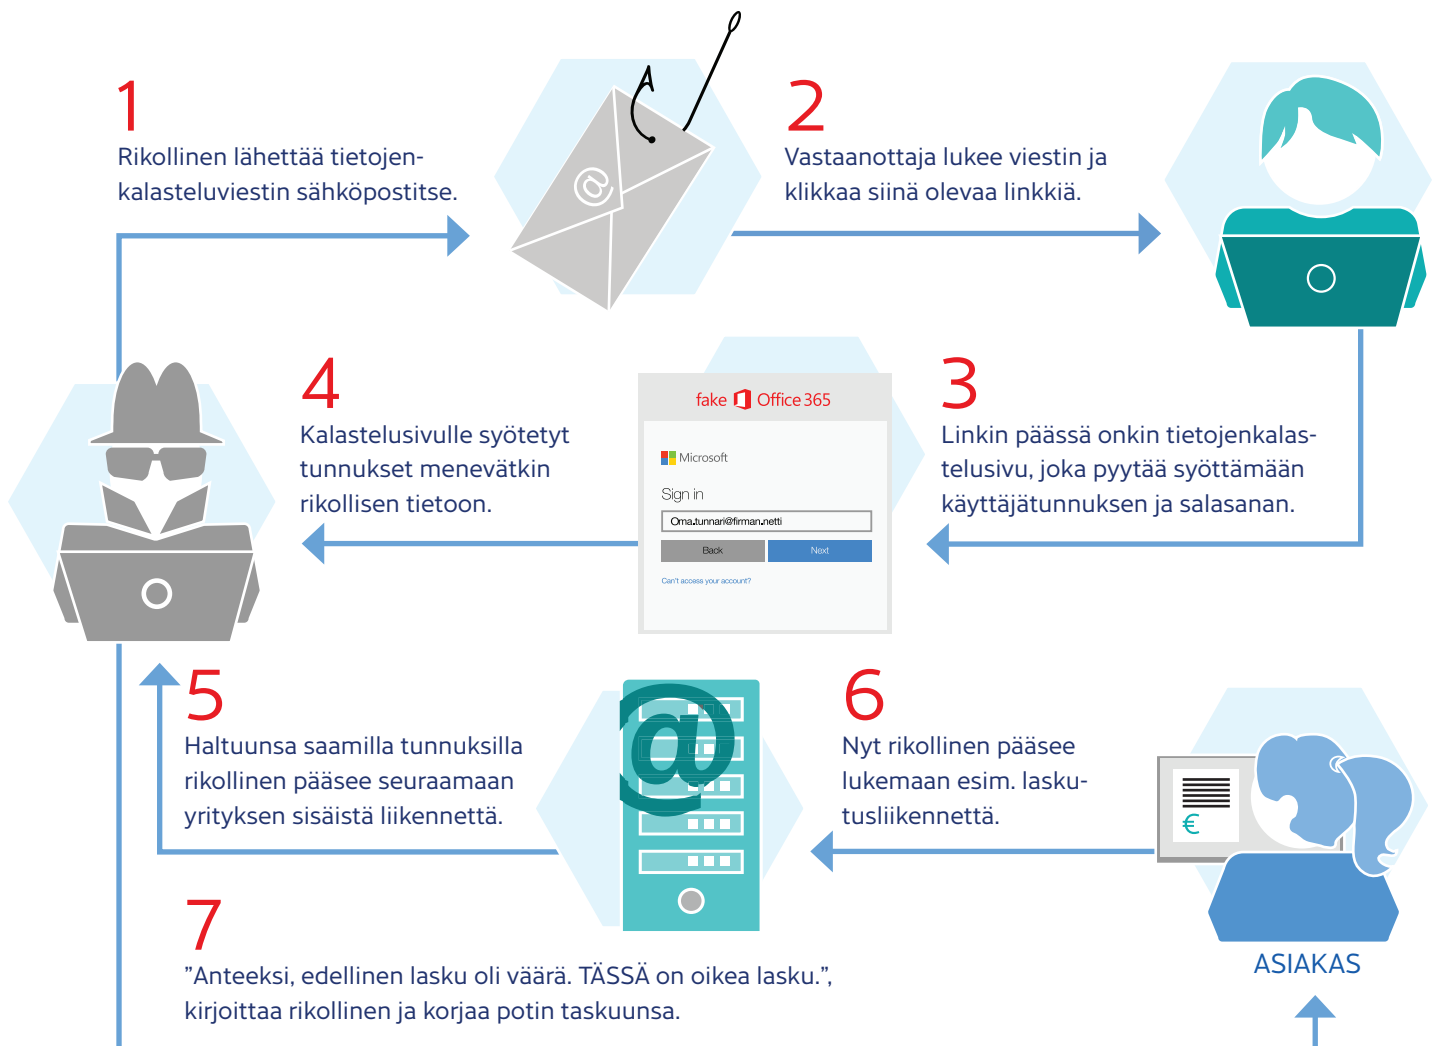 1
Rikollinen lähettää tietojen-
kalasteluviestin sähköpostitse.
@
2
Vastaanottaja lukee viestin ja
klikkaa siinä olevaa linkkiä.
3
Linkin päässä onkin tietojenkalas-
telusivu, joka pyytää syöttämään
käyttäjätunnuksen ja salasanan.
fake Office 365
Microsoft
Sign in
Oma.tunnari@firman.netti
Back Next
Can't access your account?
4
Kalastelusivulle syötetyt
tunnukset menevätkin
rikollisen tietoon.
5
Haltuunsa saamilla tunnuksilla
rikollinen pääsee seuraamaan
yrityksen sisäistä liikennettä.
@
6
Nyt rikollinen pääsee
lukemaan esim. lasku-
tusliikennettä.
€
ASIAKAS
7
”Anteeksi, edellinen lasku oli väärä. TÄSSÄ on oikea lasku.”,
kirjoittaa rikollinen ja korjaa potin taskuunsa.